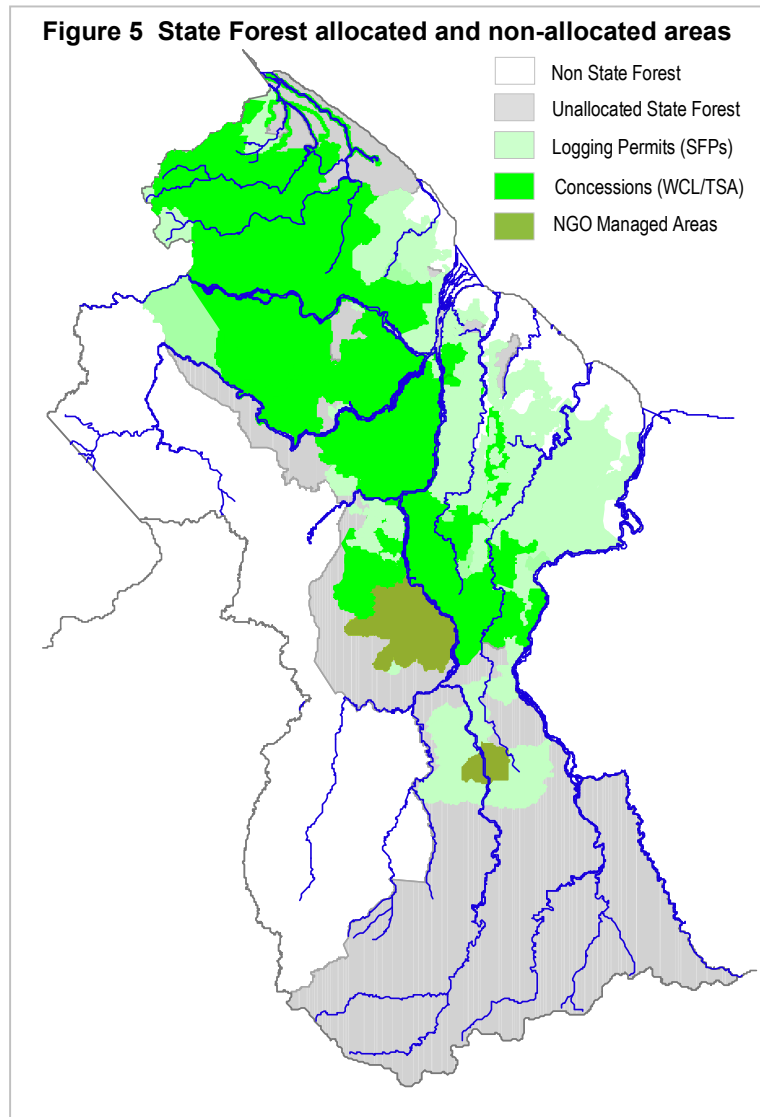 Figure 5 State Forest allocated and non-allocated areas
Non State Forest
Unallocated State Forest
Logging Permits (SFPs)
Concessions (WCL/TSA)
NGO Managed Areas